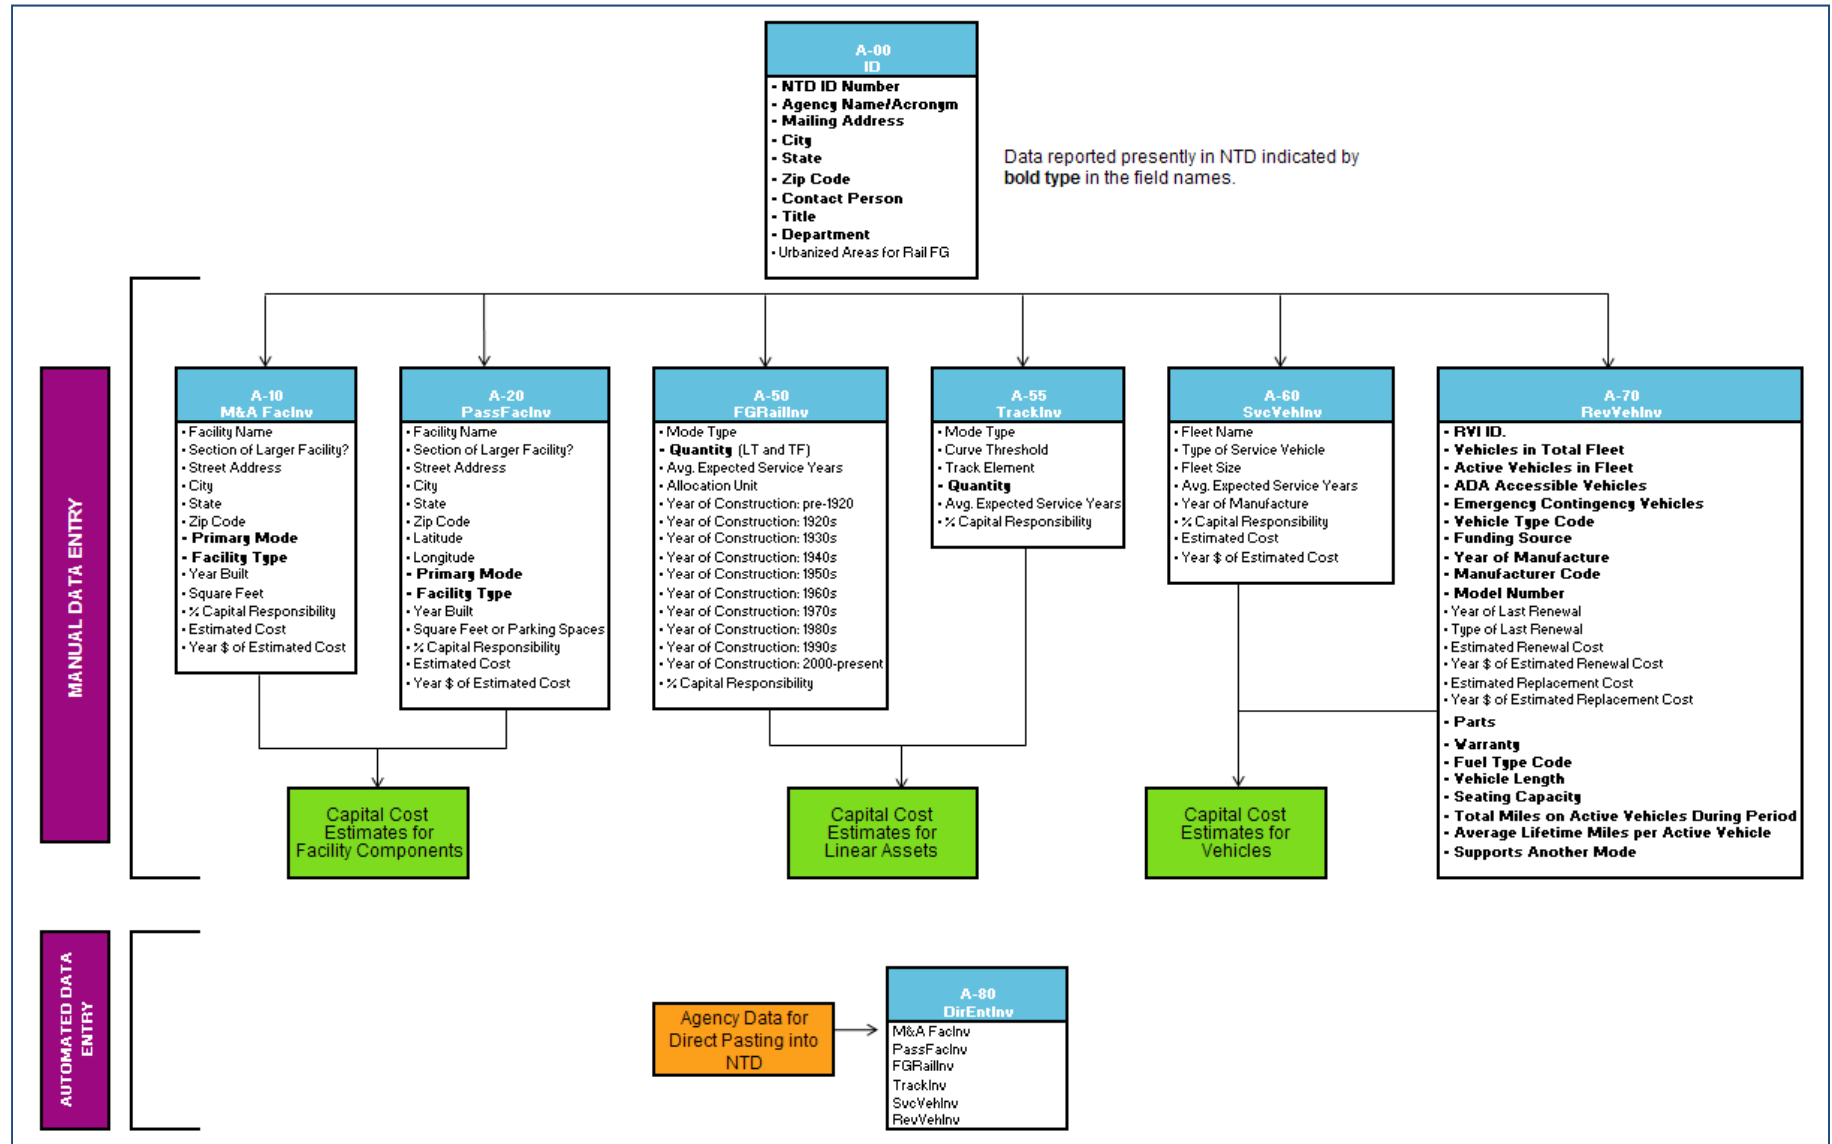 A-00
ID
- NTD ID Number
- Agency Name/Acronym
- Mailing Address
- City
- State
- Zip Code
- Contact Person
- Title
- Department
- Urbanized Areas for Rail FG
Data reported presently in NTD indicated by
bold type in the field names.
MANUAL DATA ENTRY
A-10
M&A FacInv
- Facility Name
- Section of Larger Facility?
- Street Address
- City
- State
- Zip Code
- Primary Mode
- Facility Type
- Year Built
- Square Feet
- % Capital Responsibility
- Estimated Cost
- Year $ of Estimated Cost
A-20
PassFacInv
- Facility Name
- Section of Larger Facility?
- Street Address
- City
- State
- Zip Code
- Latitude
- Longitude
- Primary Mode
- Facility Type
- Year Built
- Square Feet or Parking Spaces
- % Capital Responsibility
- Estimated Cost
- Year $ of Estimated Cost
A-50
FGRailInv
- Mode Type
- Quantity (LT and TF)
- Avg. Expected Service Years
- Allocation Unit
- Year of Construction: pre-1920
- Year of Construction: 1920s
- Year of Construction: 1930s
- Year of Construction: 1940s
- Year of Construction: 1950s
- Year of Construction: 1960s
- Year of Construction: 1970s
- Year of Construction: 1980s
- Year of Construction: 1990s
- Year of Construction: 2000-present
- % Capital Responsibility
A-55
TrackInv
- Mode Type
- Curve Threshold
- Track Element
- Quantity
- Avg. Expected Service Years
- % Capital Responsibility
A-60
SvcVehInv
- Fleet Name
- Type of Service Vehicle
- Fleet Size
- Avg. Expected Service Years
- Year of Manufacture
- % Capital Responsibility
- Estimated Cost
- Year $ of Estimated Cost
A-70
RevVehInv
- RVI ID.
- Vehicles in Total Fleet
- Active Vehicles in Fleet
- ADA Accessible Vehicles
- Emergency Contingency Vehicles
- Vehicle Type Code
- Funding Source
- Year of Manufacture
- Manufacturer Code
- Model Number
- Year of Last Renewal
- Type of Last Renewal
- Estimated Renewal Cost
- Year $ of Estimated Renewal Cost
- Estimated Replacement Cost
- Year $ of Estimated Replacement Cost
- Parts
- Warranty
- Fuel Type Code
- Vehicle Length
- Seating Capacity
- Total Miles on Active Vehicles During Period
- Average Lifetime Miles per Active Vehicle
- Supports Another Mode
Capital Cost
Estimates for
Facility Components
Capital Cost
Estimates for
Linear Assets
Capital Cost
Estimates for
Vehicles
AUTOMATED DATA
ENTRY
Agency Data for
Direct Pasting into
NTD
A-80
DirEntInv
M&A FacInv
PassFacInv
FGRailInv
TrackInv
SvcVehInv
RevVehInv